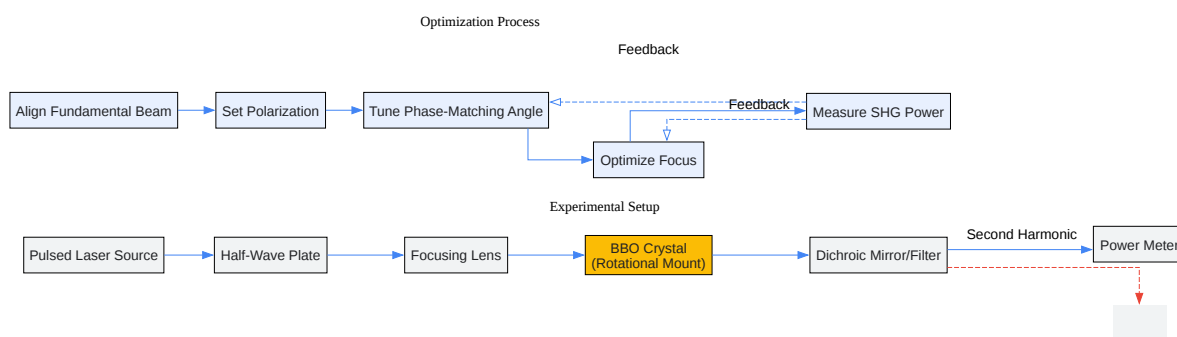 Optimization Process
Feedback
Align Fundamental Beam
Set Polarization
Tune Phase-Matching Angle
Feedback
Measure SHG Power
Optimize Focus
Experimental Setup
Pulsed Laser Source
Half-Wave Plate
Focusing Lens
BBO Crystal
(Rotational Mount)
Dichroic Mirror/Filter
Second Harmonic
Power Meter